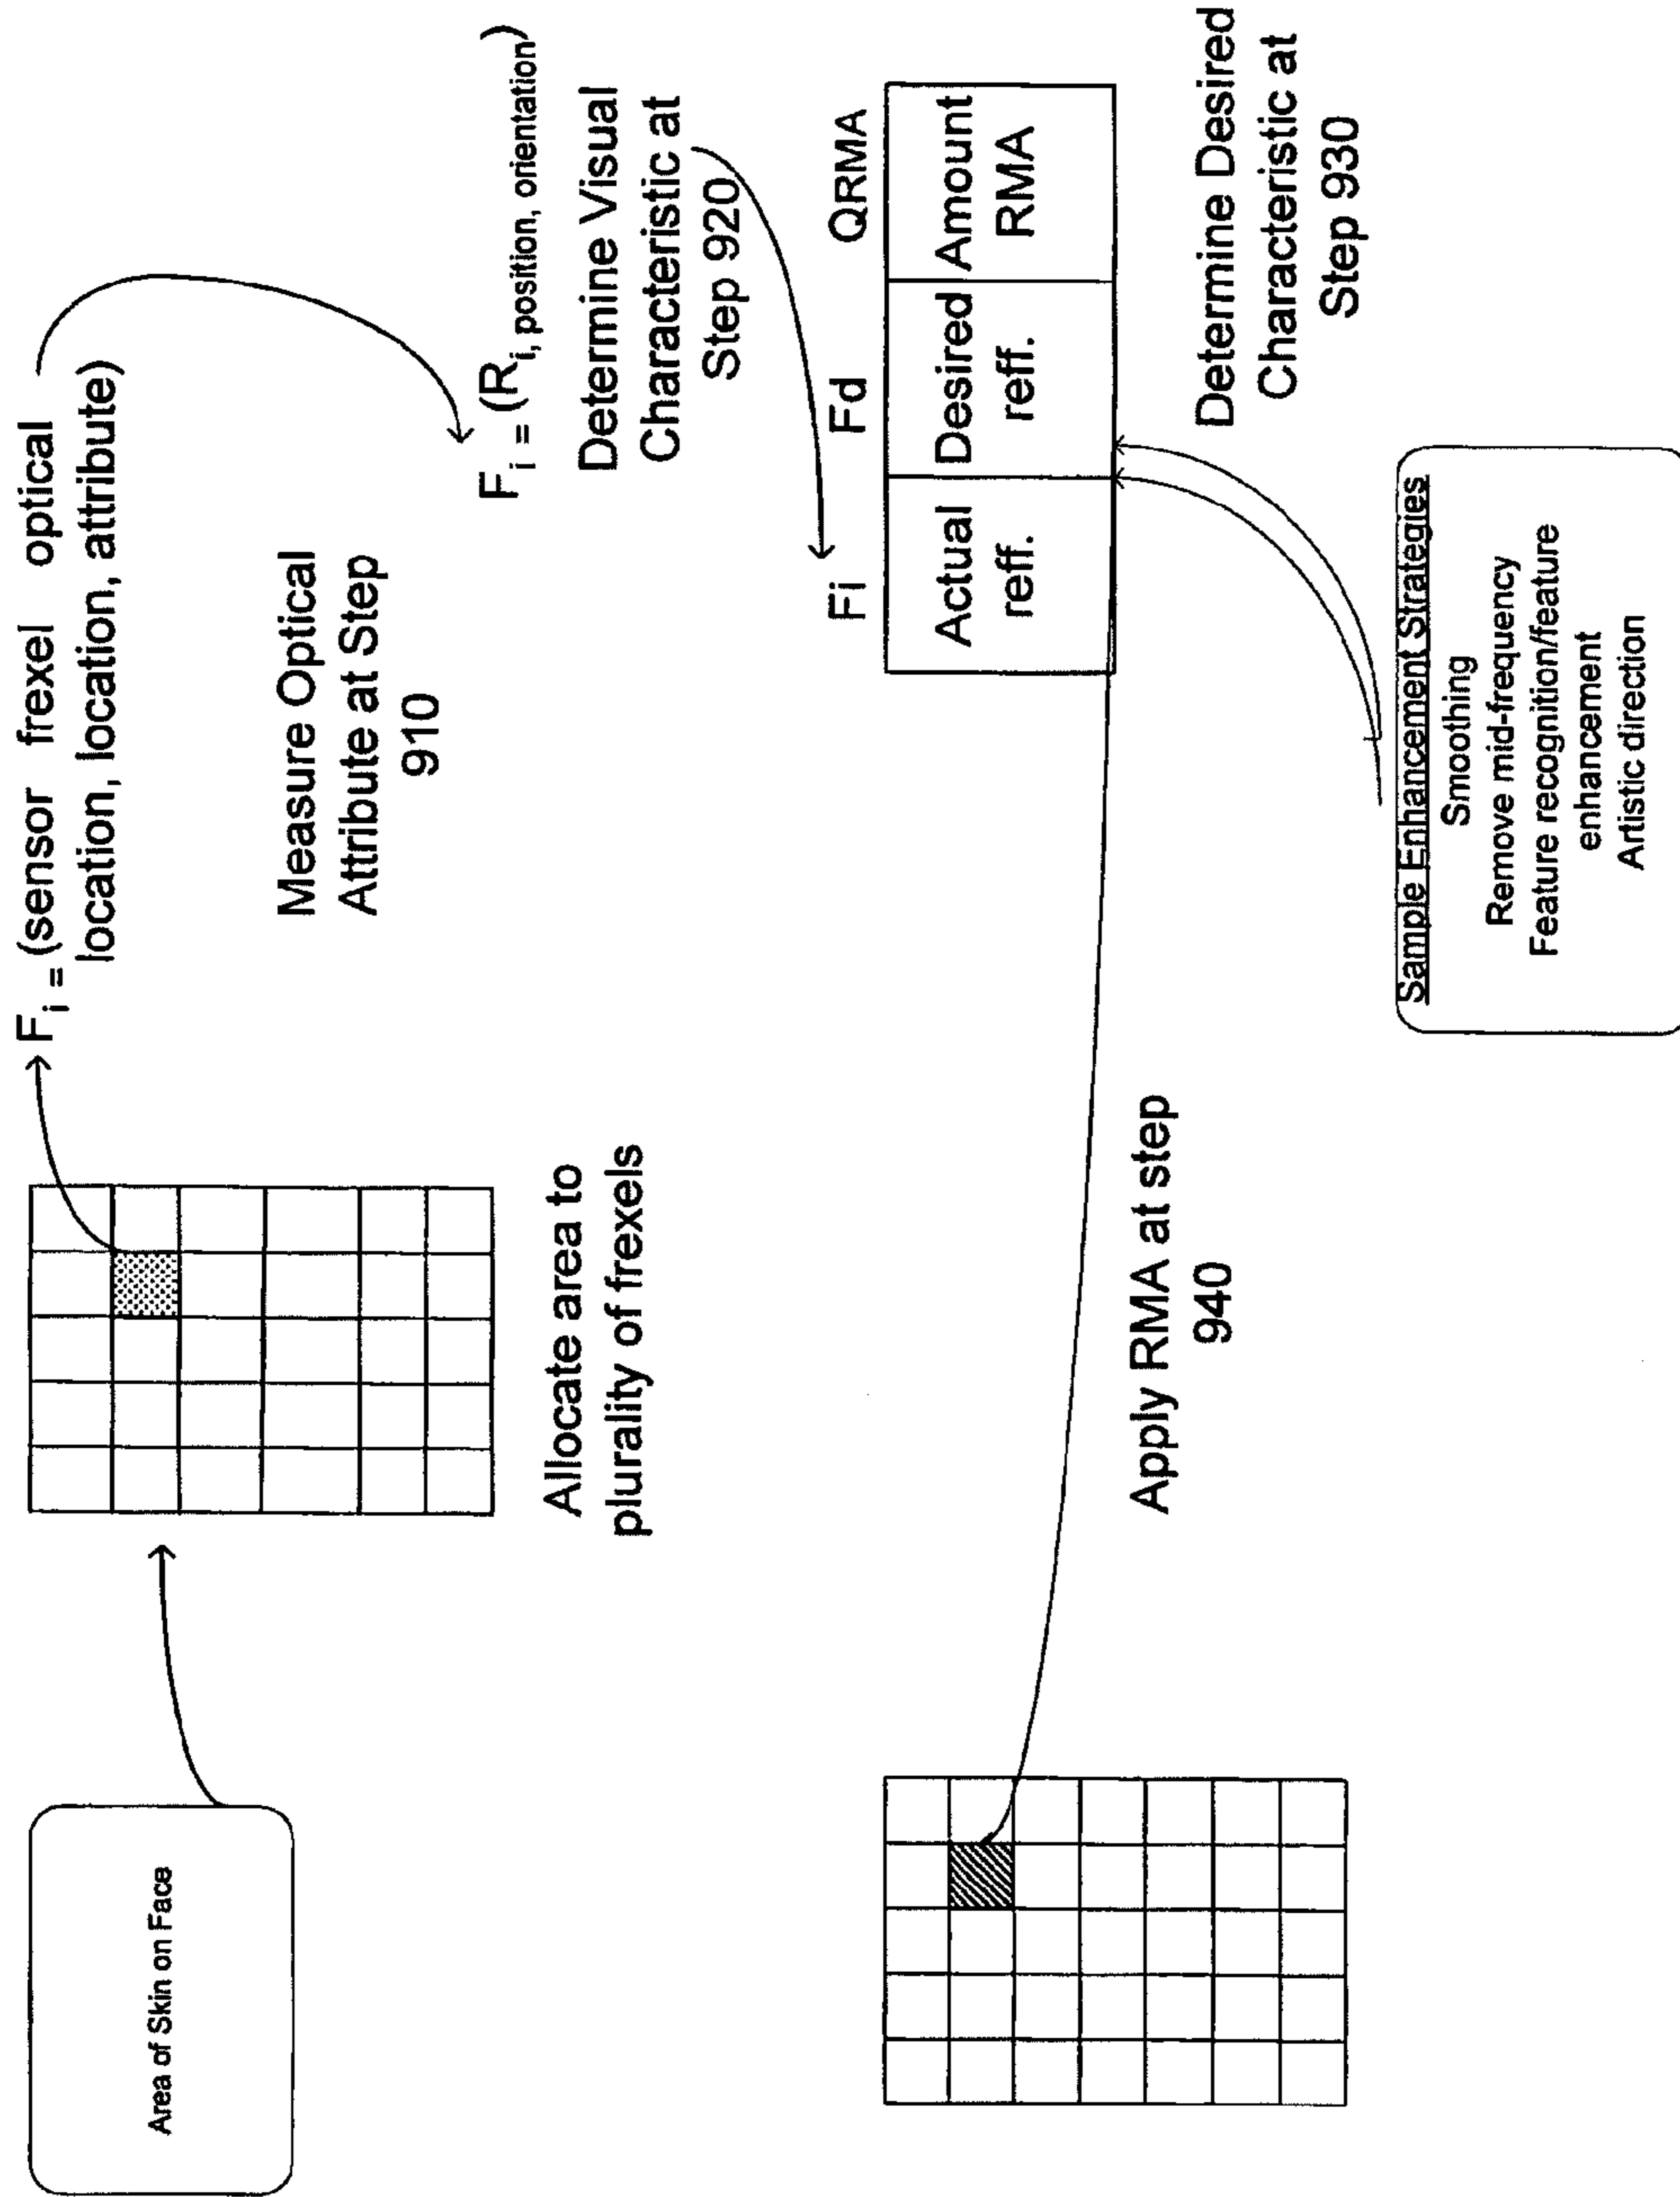 Area of Skin on Face
Allocate area to
plurality of frexels
F i = (sensor frexel optical
location, location, attribute)
Measure Optical
Attribute at Step
910
F i = (R i, position, orientation )
Determine Visual
Characteristic at
Step 920
Fi Fd QRMA
Actual Desired Amount
reff. reff. RMA
Determine Desired
Characteristic at
Step 930
Apply RMA at step
940
Sample Enhancement Strategies
Smoothing
Remove mid-frequency
Feature recognition/feature
enhancement
Artistic direction